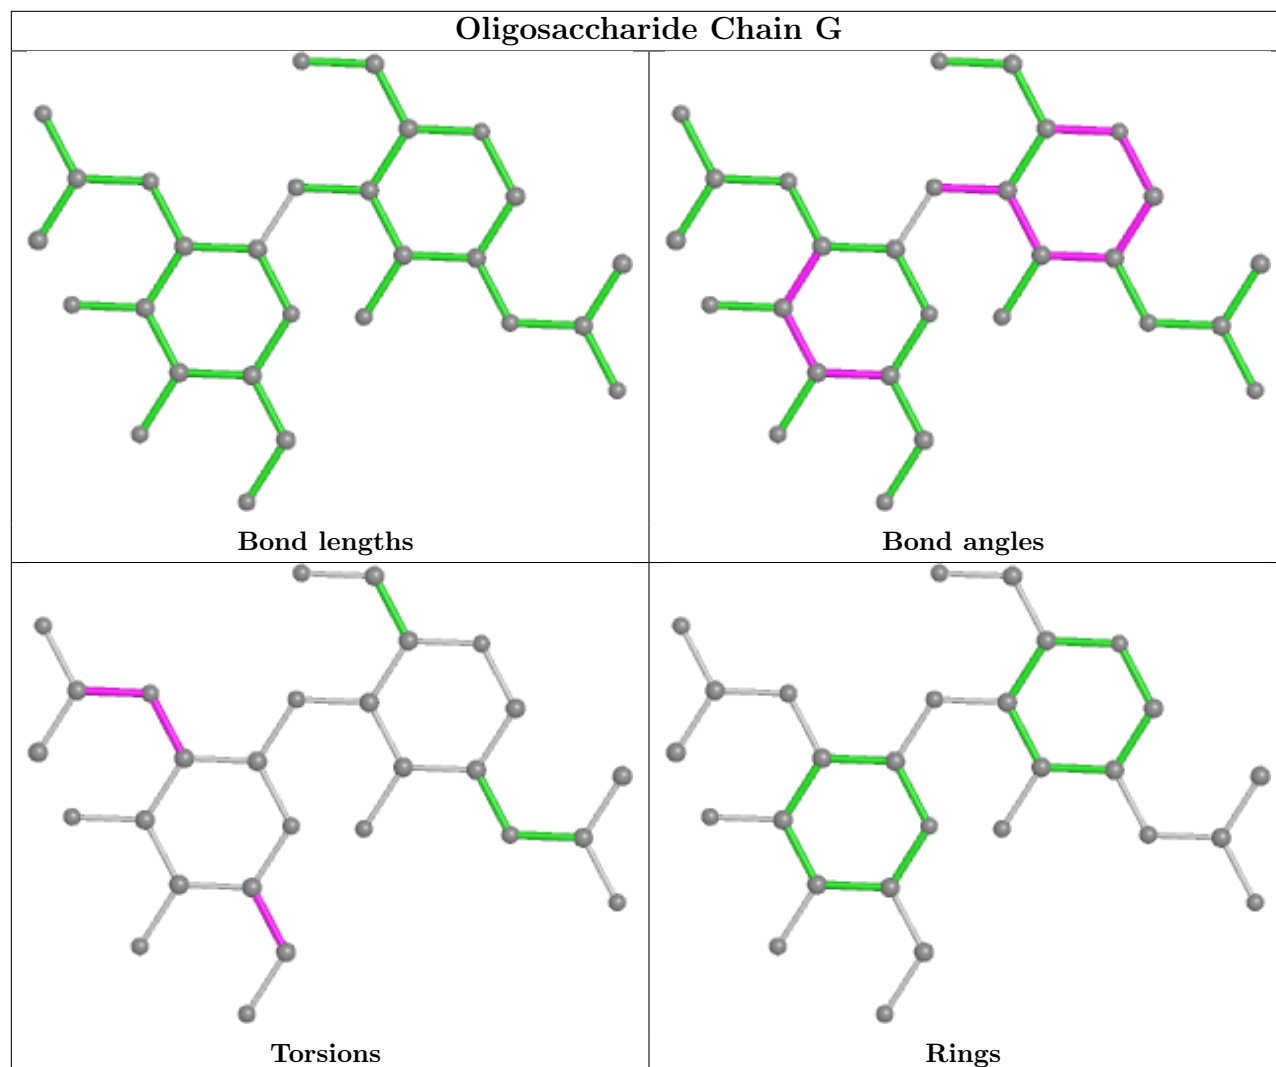 Oligosaccharide Chain G
Bond lengths
Bond angles
Torsions
Rings